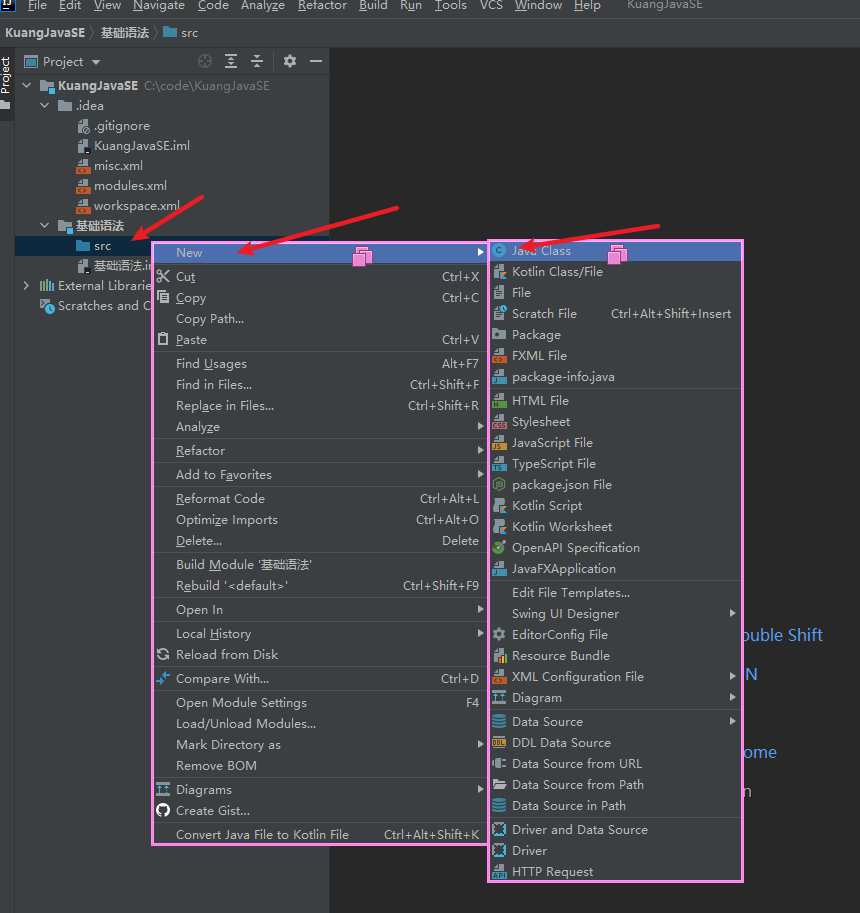 File Edit View Navigate Code Analyze Refactor Build Run Tools VCS Window Help KuangJavaSE
KuangJavaSE 基础语法 src
Project
Project
KuangJavaSE C:\code\KuangJavaSE
.idea
.gitignore
KuangJavaSE.iml
misc.xml
modules.xml
workspace.xml
基础语法
src
基础语法.i
External Librarie
Scratches and C
New
Cut Ctrl+X
Copy Ctrl+C
Copy Path...
Paste Ctrl+V
Find Usages Alt+F7
Find in Files... Ctrl+Shift+F
Replace in Files... Ctrl+Shift+R
Analyze
Refactor
Add to Favorites
Reformat Code Ctrl+Alt+L
Optimize Imports Ctrl+Alt+O
Delete... Delete
Build Module '基础语法'
Rebuild '<default>' Ctrl+Shift+F9
Open In
Local History
Reload from Disk
Compare With... Ctrl+D
Open Module Settings F4
Load/Unload Modules...
Mark Directory as
Remove BOM
Diagrams
Create Gist...
Convert Java File to Kotlin File Ctrl+Alt+Shift+K
Java Class
Kotlin Class/File
File
Scratch File Ctrl+Alt+Shift+Insert
Package
FXML File
package-info.java
HTML File
Stylesheet
JavaScript File
TypeScript File
package.json File
Kotlin Script
Kotlin Worksheet
OpenAPI Specification
JavaFXApplication
Edit File Templates...
Swing UI Designer
EditorConfig File
Resource Bundle
XML Configuration File
Diagram
Data Source
DDL Data Source
Data Source from URL
Data Source from Path
Data Source in Path
Driver and Data Source
Driver
HTTP Request
ouble Shift
N
ome
n